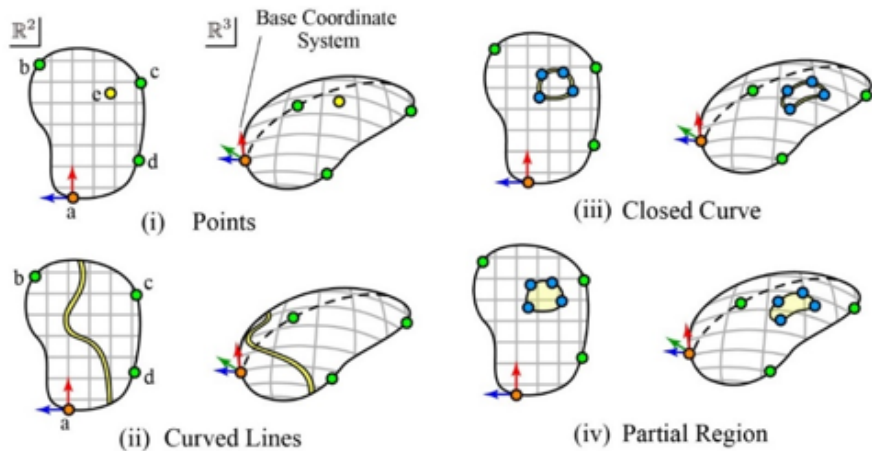 ℝ²
ℝ³
Base Coordinate
System
b
c
e
d
a
(i) Points
(iii) Closed Curve
b
c
d
a
(ii) Curved Lines
(iv) Partial Region